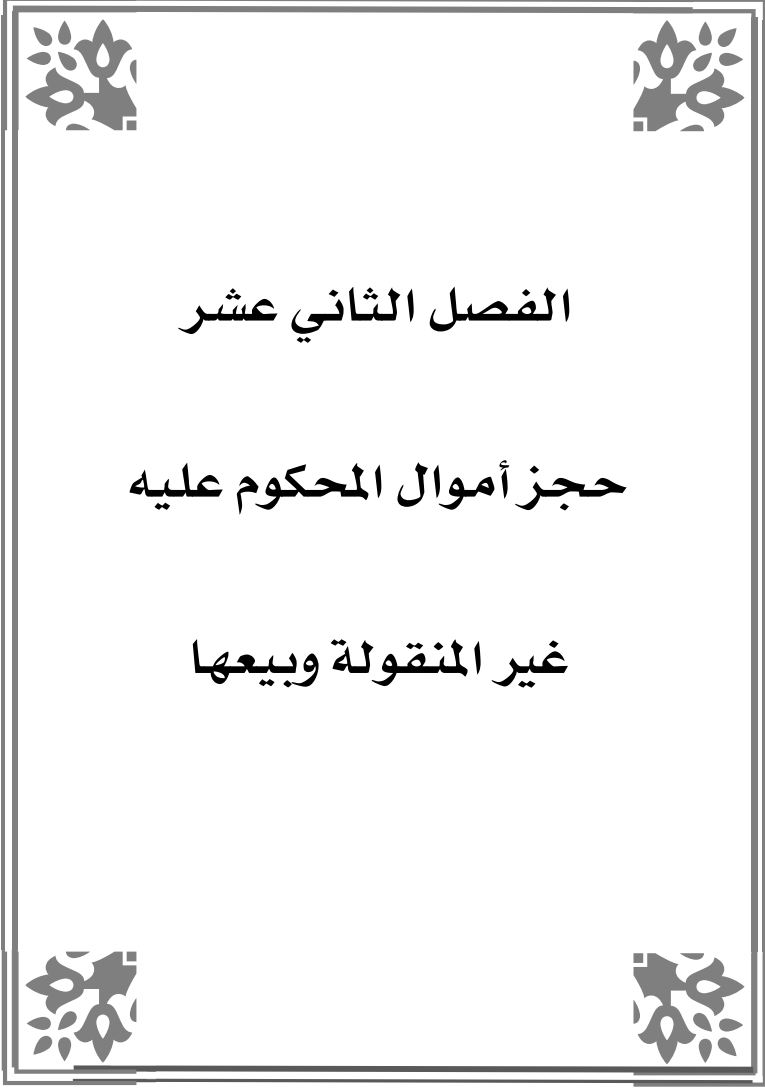 الفصل الثاني عشر
حجز أموال المحكوم عليه
غير المنقولة وبيعها